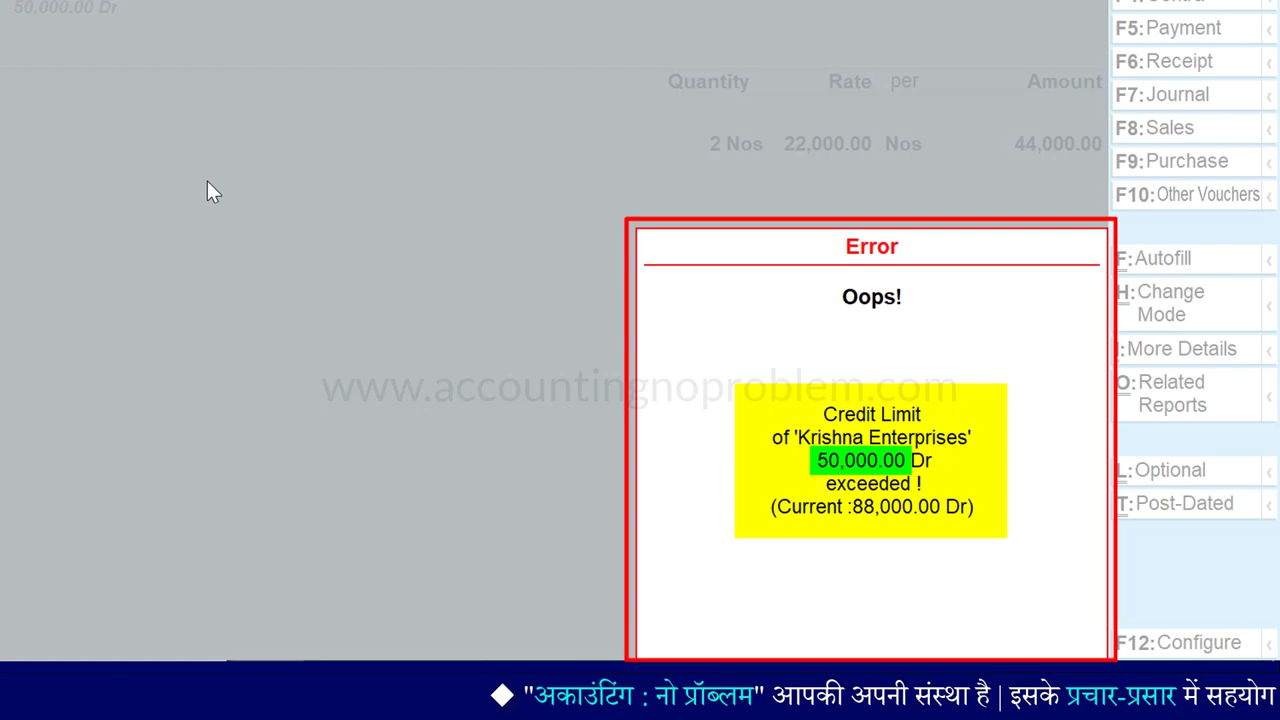 50,000.00 Dr
F5:Payment
F6:Receipt
F7:Journal
F8:Sales
F9:Purchase
F10:Other Vouchers
Quantity Rate per Amount
2 Nos 22,000.00 Nos 44,000.00
Error
Oops!
Credit Limit
of 'Krishna Enterprises'
50,000.00 Dr
exceeded !
(Current :88,000.00 Dr)
www.accountingnoproblem.com
F:Autofill
H:Change
Mode
I:More Details
O:Related
Reports
L:Optional
T:Post-Dated
F12:Configure
◆ "अकाउंटिंग : नो प्रॉब्लम" आपकी अपनी संस्था है | इसके प्रचार-प्रसार में सहयोग